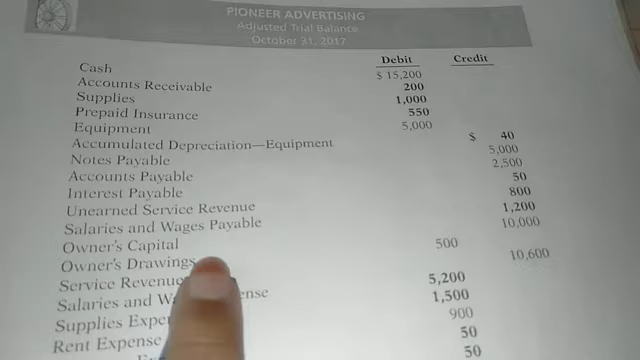 PIONEER ADVERTISING
Adjusted Trial Balance
October 31, 2017
Debit Credit
Cash $ 15,200
Accounts Receivable 200
Supplies 1,000
Prepaid Insurance 550
Equipment 5,000
Accumulated Depreciation—Equipment $ 40
Notes Payable 5,000
Accounts Payable 2,500
Interest Payable 50
Unearned Service Revenue 800
Salaries and Wages Payable 1,200
Owner's Capital 10,000
Owner's Drawings 500
Service Revenue 10,600
Salaries and 5,200
Supplies 1,500
Rent Expense 900
50
50